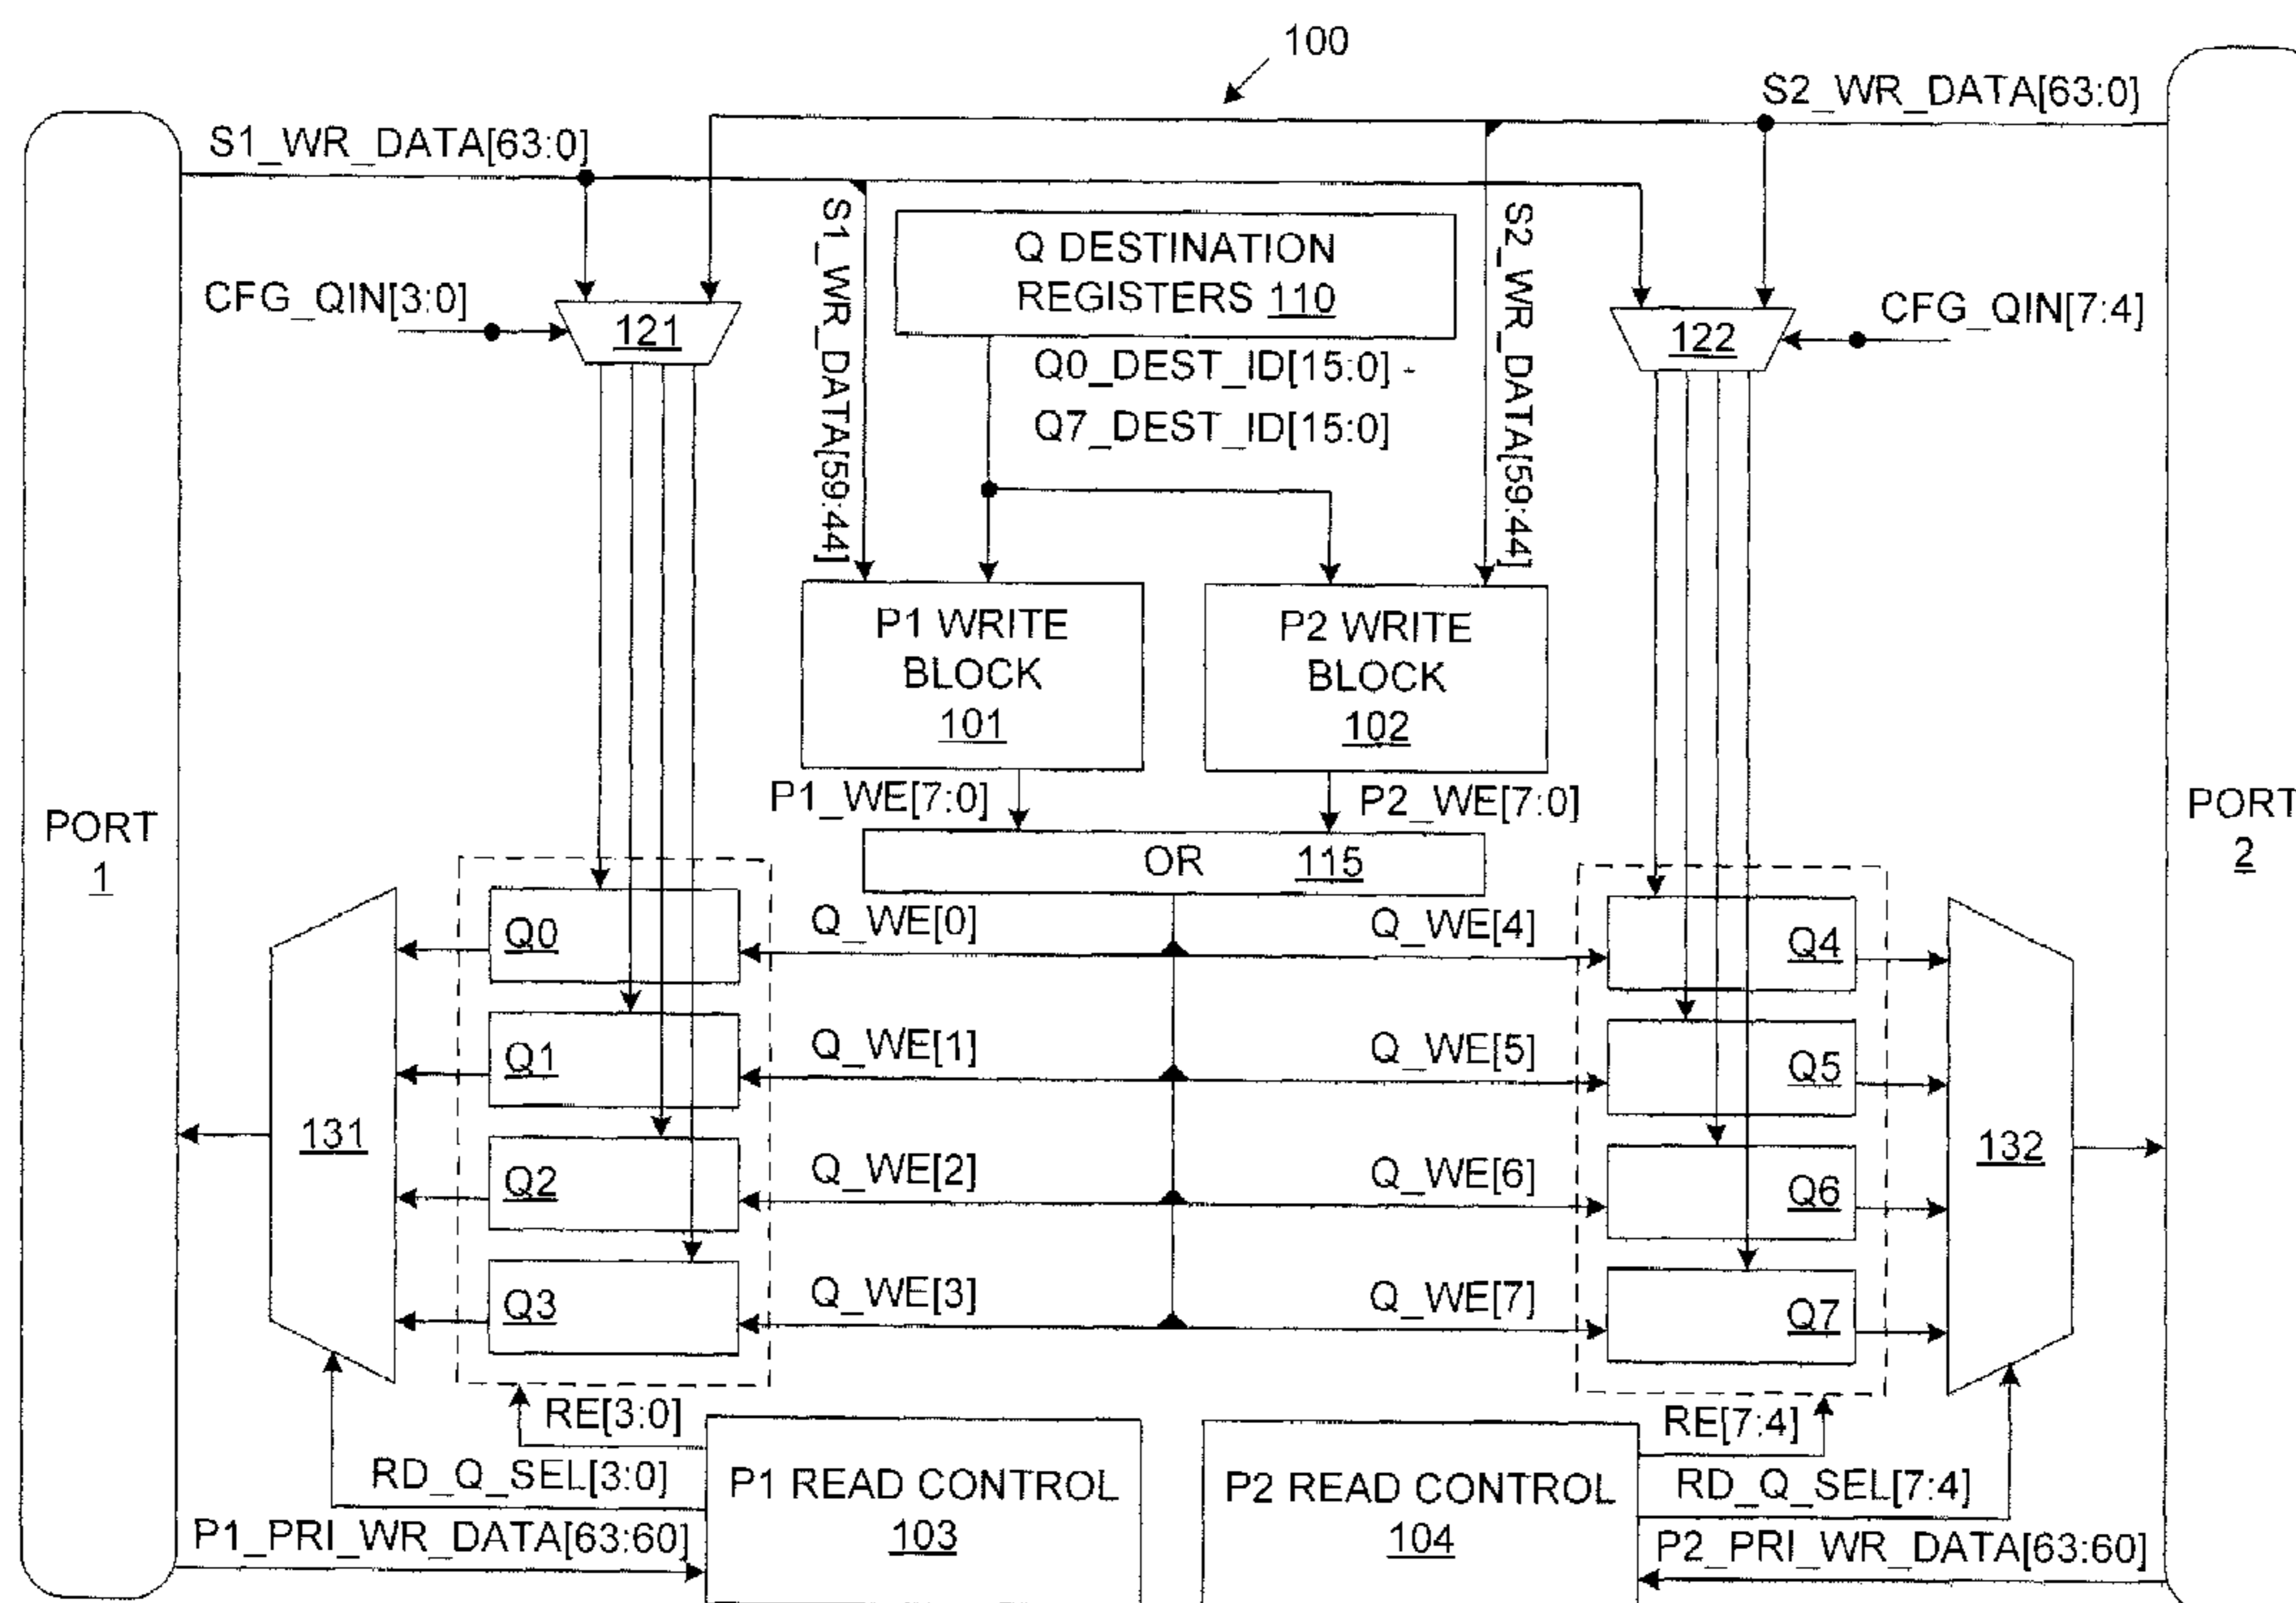 100
S2_WR_DATA[63:0]
S1_WR_DATA[63:0]
S1_WR_DATA[59:44]
S2_WR_DATA[59:44]
Q DESTINATION
REGISTERS 110
CFG_QIN[3:0]
121
122
CFG_QIN[7:4]
Q0_DEST_ID[15:0] -
Q7_DEST_ID[15:0]
P1 WRITE
BLOCK
101
P2 WRITE
BLOCK
102
P1_WE[7:0]
P2_WE[7:0]
PORT
1
PORT
2
OR 115
Q0
Q_WE[0]
Q_WE[4]
Q4
Q1
Q_WE[1]
Q_WE[5]
Q5
131
132
Q2
Q_WE[2]
Q_WE[6]
Q6
Q3
Q_WE[3]
Q_WE[7]
Q7
RE[3:0]
RE[7:4]
RD_Q_SEL[3:0]
P1 READ CONTROL
103
P2 READ CONTROL
104
RD_Q_SEL[7:4]
P1_PRI_WR_DATA[63:60]
P2_PRI_WR_DATA[63:60]